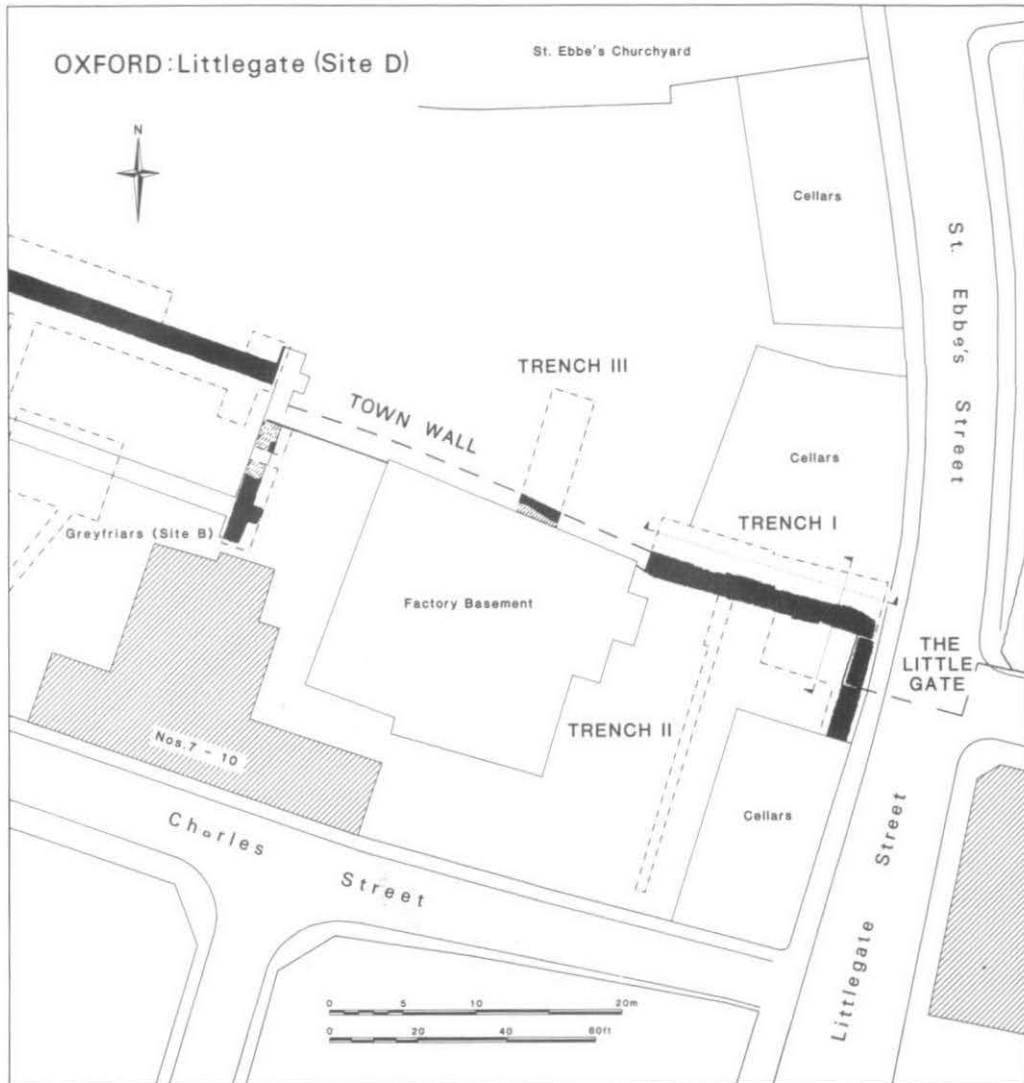 OXFORD: Littlegate (Site D)
St. Ebbe's Churchyard
N
Cellars
St. Ebbe's Street
TRENCH III
TOWN WALL
Cellars
TRENCH I
Greyfriars (Site B)
Factory Basement
THE
LITTLE
GATE
TRENCH II
Nos. 7 - 10
Cellars
Charles Street
Littlegate Street
0 5 10 20m
0 20 40 60ft